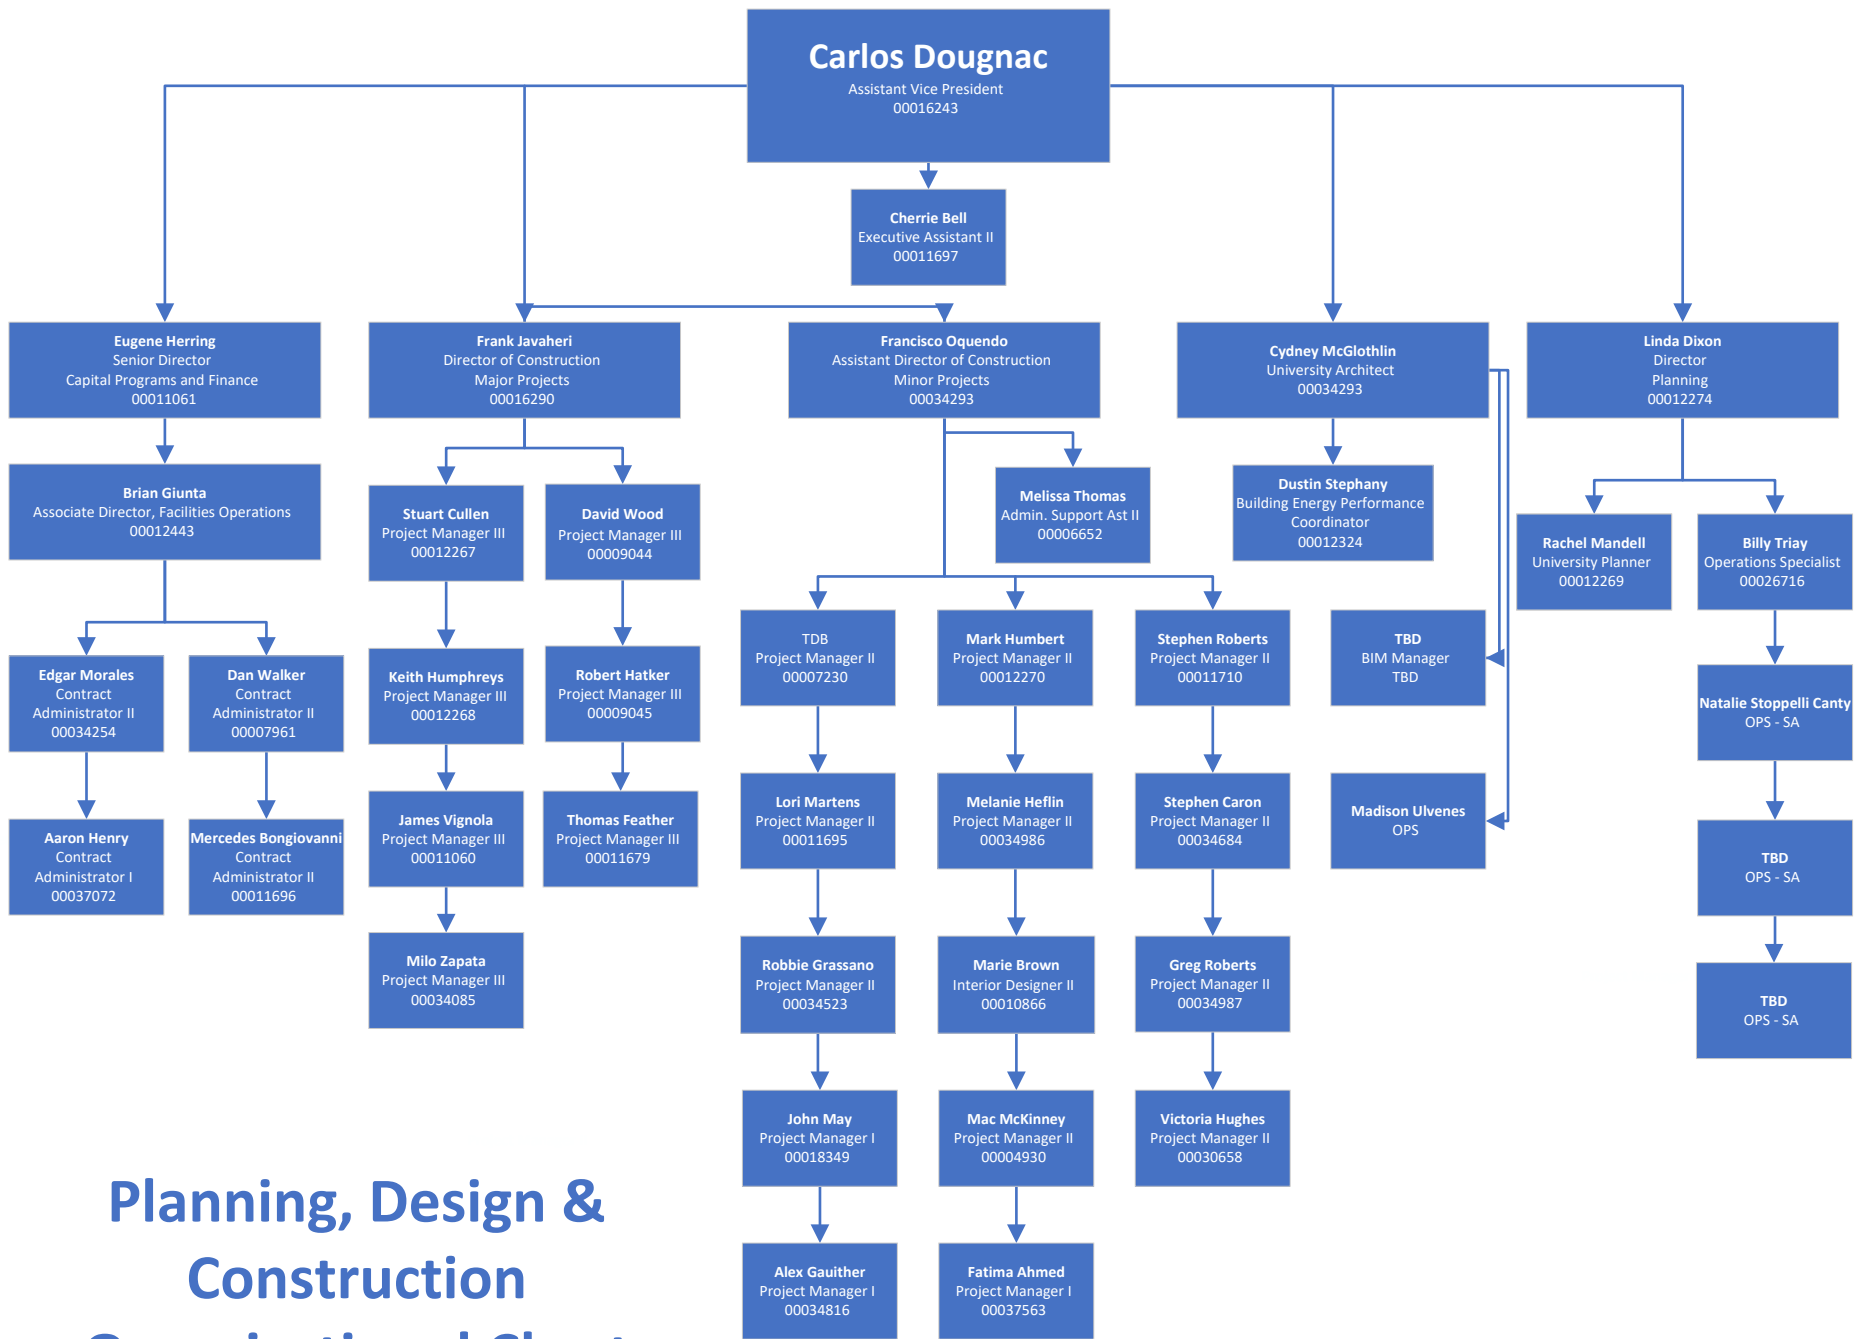 Carlos Dougnac
Assistant Vice President
00016243
Cherrie Bell
Executive Assistant II
00011697
Eugene Herring
Senior Director
Capital Programs and Finance
00011061
Frank Javaheri
Director of Construction
Major Projects
00016290
Francisco Oquendo
Assistant Director of Construction
Minor Projects
00034293
Cydney McGlothlin
University Architect
00034293
Linda Dixon
Director
Planning
00012274
Brian Giunta
Associate Director, Facilities Operations
00012443
Stuart Cullen
Project Manager III
00012267
David Wood
Project Manager III
00009044
Melissa Thomas
Admin. Support Ast II
00006652
Dustin Stephany
Building Energy Performance
Coordinator
00012324
Rachel Mandell
University Planner
00012269
Billy Triay
Operations Specialist
00026716
Edgar Morales
Contract
Administrator II
00034254
Dan Walker
Contract
Administrator II
00007961
Keith Humphreys
Project Manager III
00012268
Robert Hatker
Project Manager III
00009045
TDB
Project Manager II
00007230
Mark Humbert
Project Manager II
00012270
Stephen Roberts
Project Manager II
00011710
TBD
BIM Manager
TBD
Natalie Stoppelli Canty
OPS - SA
Aaron Henry
Contract
Administrator I
00037072
Mercedes Bongiovanni
Contract
Administrator II
00011696
James Vignola
Project Manager III
00011060
Thomas Feather
Project Manager III
00011679
Lori Martens
Project Manager II
00011695
Melanie Heflin
Project Manager II
00034986
Stephen Caron
Project Manager II
00034684
Madison Ulvenes
OPS
TBD
OPS - SA
Milo Zapata
Project Manager III
00034085
Robbie Grassano
Project Manager II
00034523
Marie Brown
Interior Designer II
00010866
Greg Roberts
Project Manager II
00034987
TBD
OPS - SA
John May
Project Manager I
00018349
Mac McKinney
Project Manager II
00004930
Victoria Hughes
Project Manager II
00030658
Alex Gauither
Project Manager I
00034816
Fatima Ahmed
Project Manager I
00037563
Planning, Design &
Construction
Organizational Chart